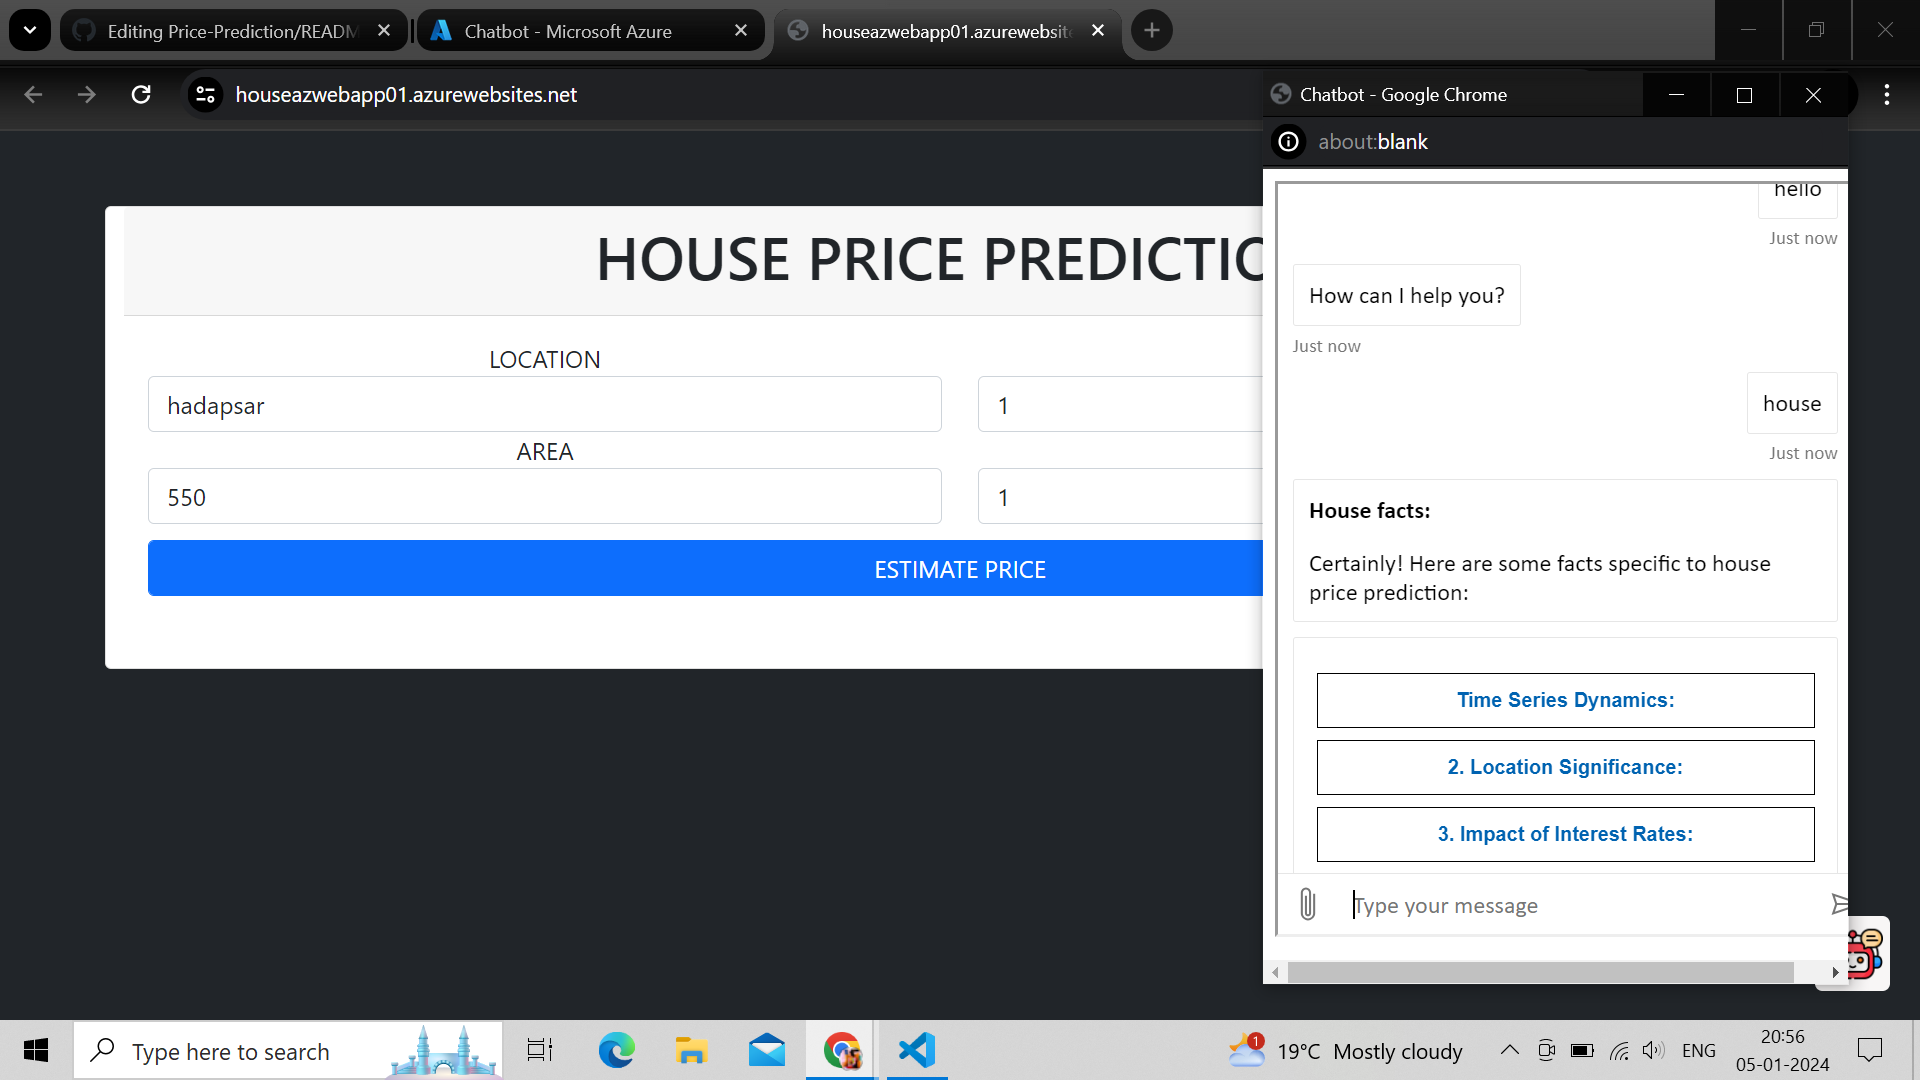 Editing Price-Prediction/READM
Chatbot - Microsoft Azure
houseazwebapp01.azurewebsite
houseazwebapp01.azurewebsites.net
Chatbot - Google Chrome
about:blank
HOUSE PRICE PREDICTIO
LOCATION
hadapsar
1
AREA
550
1
ESTIMATE PRICE
hello
Just now
How can I help you?
Just now
house
Just now
House facts:
Certainly! Here are some facts specific to house
price prediction:
Time Series Dynamics:
2. Location Significance:
3. Impact of Interest Rates:
Type your message
Type here to search
1
19°C Mostly cloudy
ENG
20:56
05-01-2024